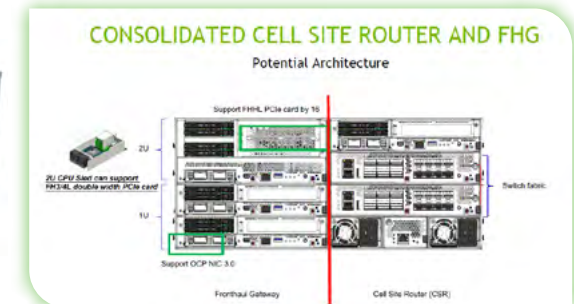 CONSOLIDATED CELL SITE ROUTER AND FHG
Potential Architecture
Support FHHL PCIe card by 16
2U
2U CPU Sled can support
FH3/4L double width PCIe card
Switch fabric
1U
Support OCP NIC 3.0
Fronthaul Gateway
Cell Site Router (CSR)